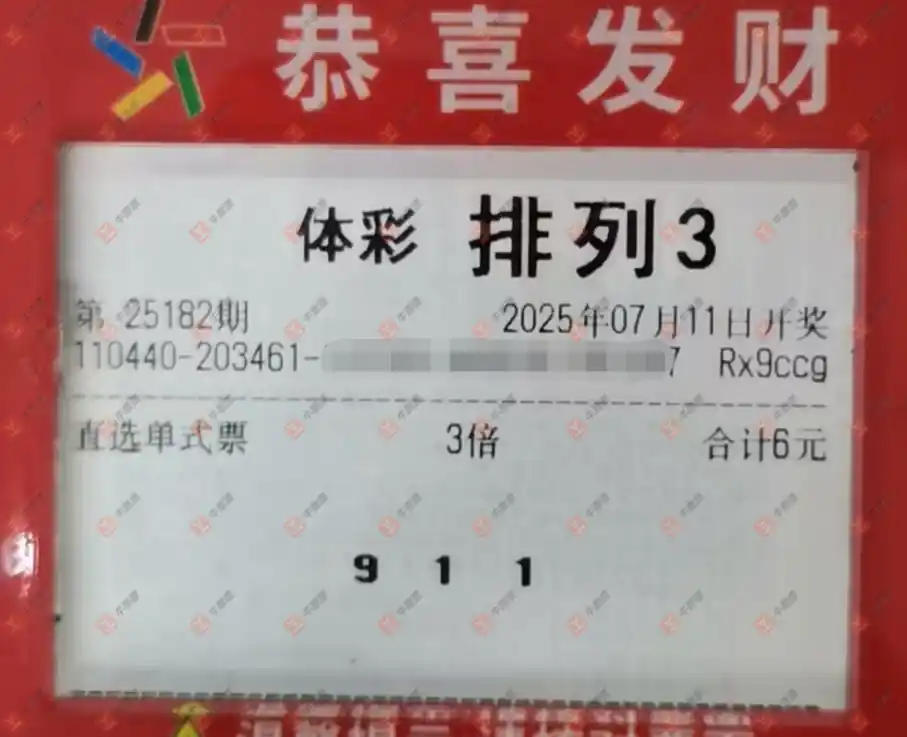 恭喜发财
体彩 排列3
第 25182期 2025年07月11日开奖
110440-203461- 7 Rx9ccg
直选单式票 3倍 合计6元
9 1 1